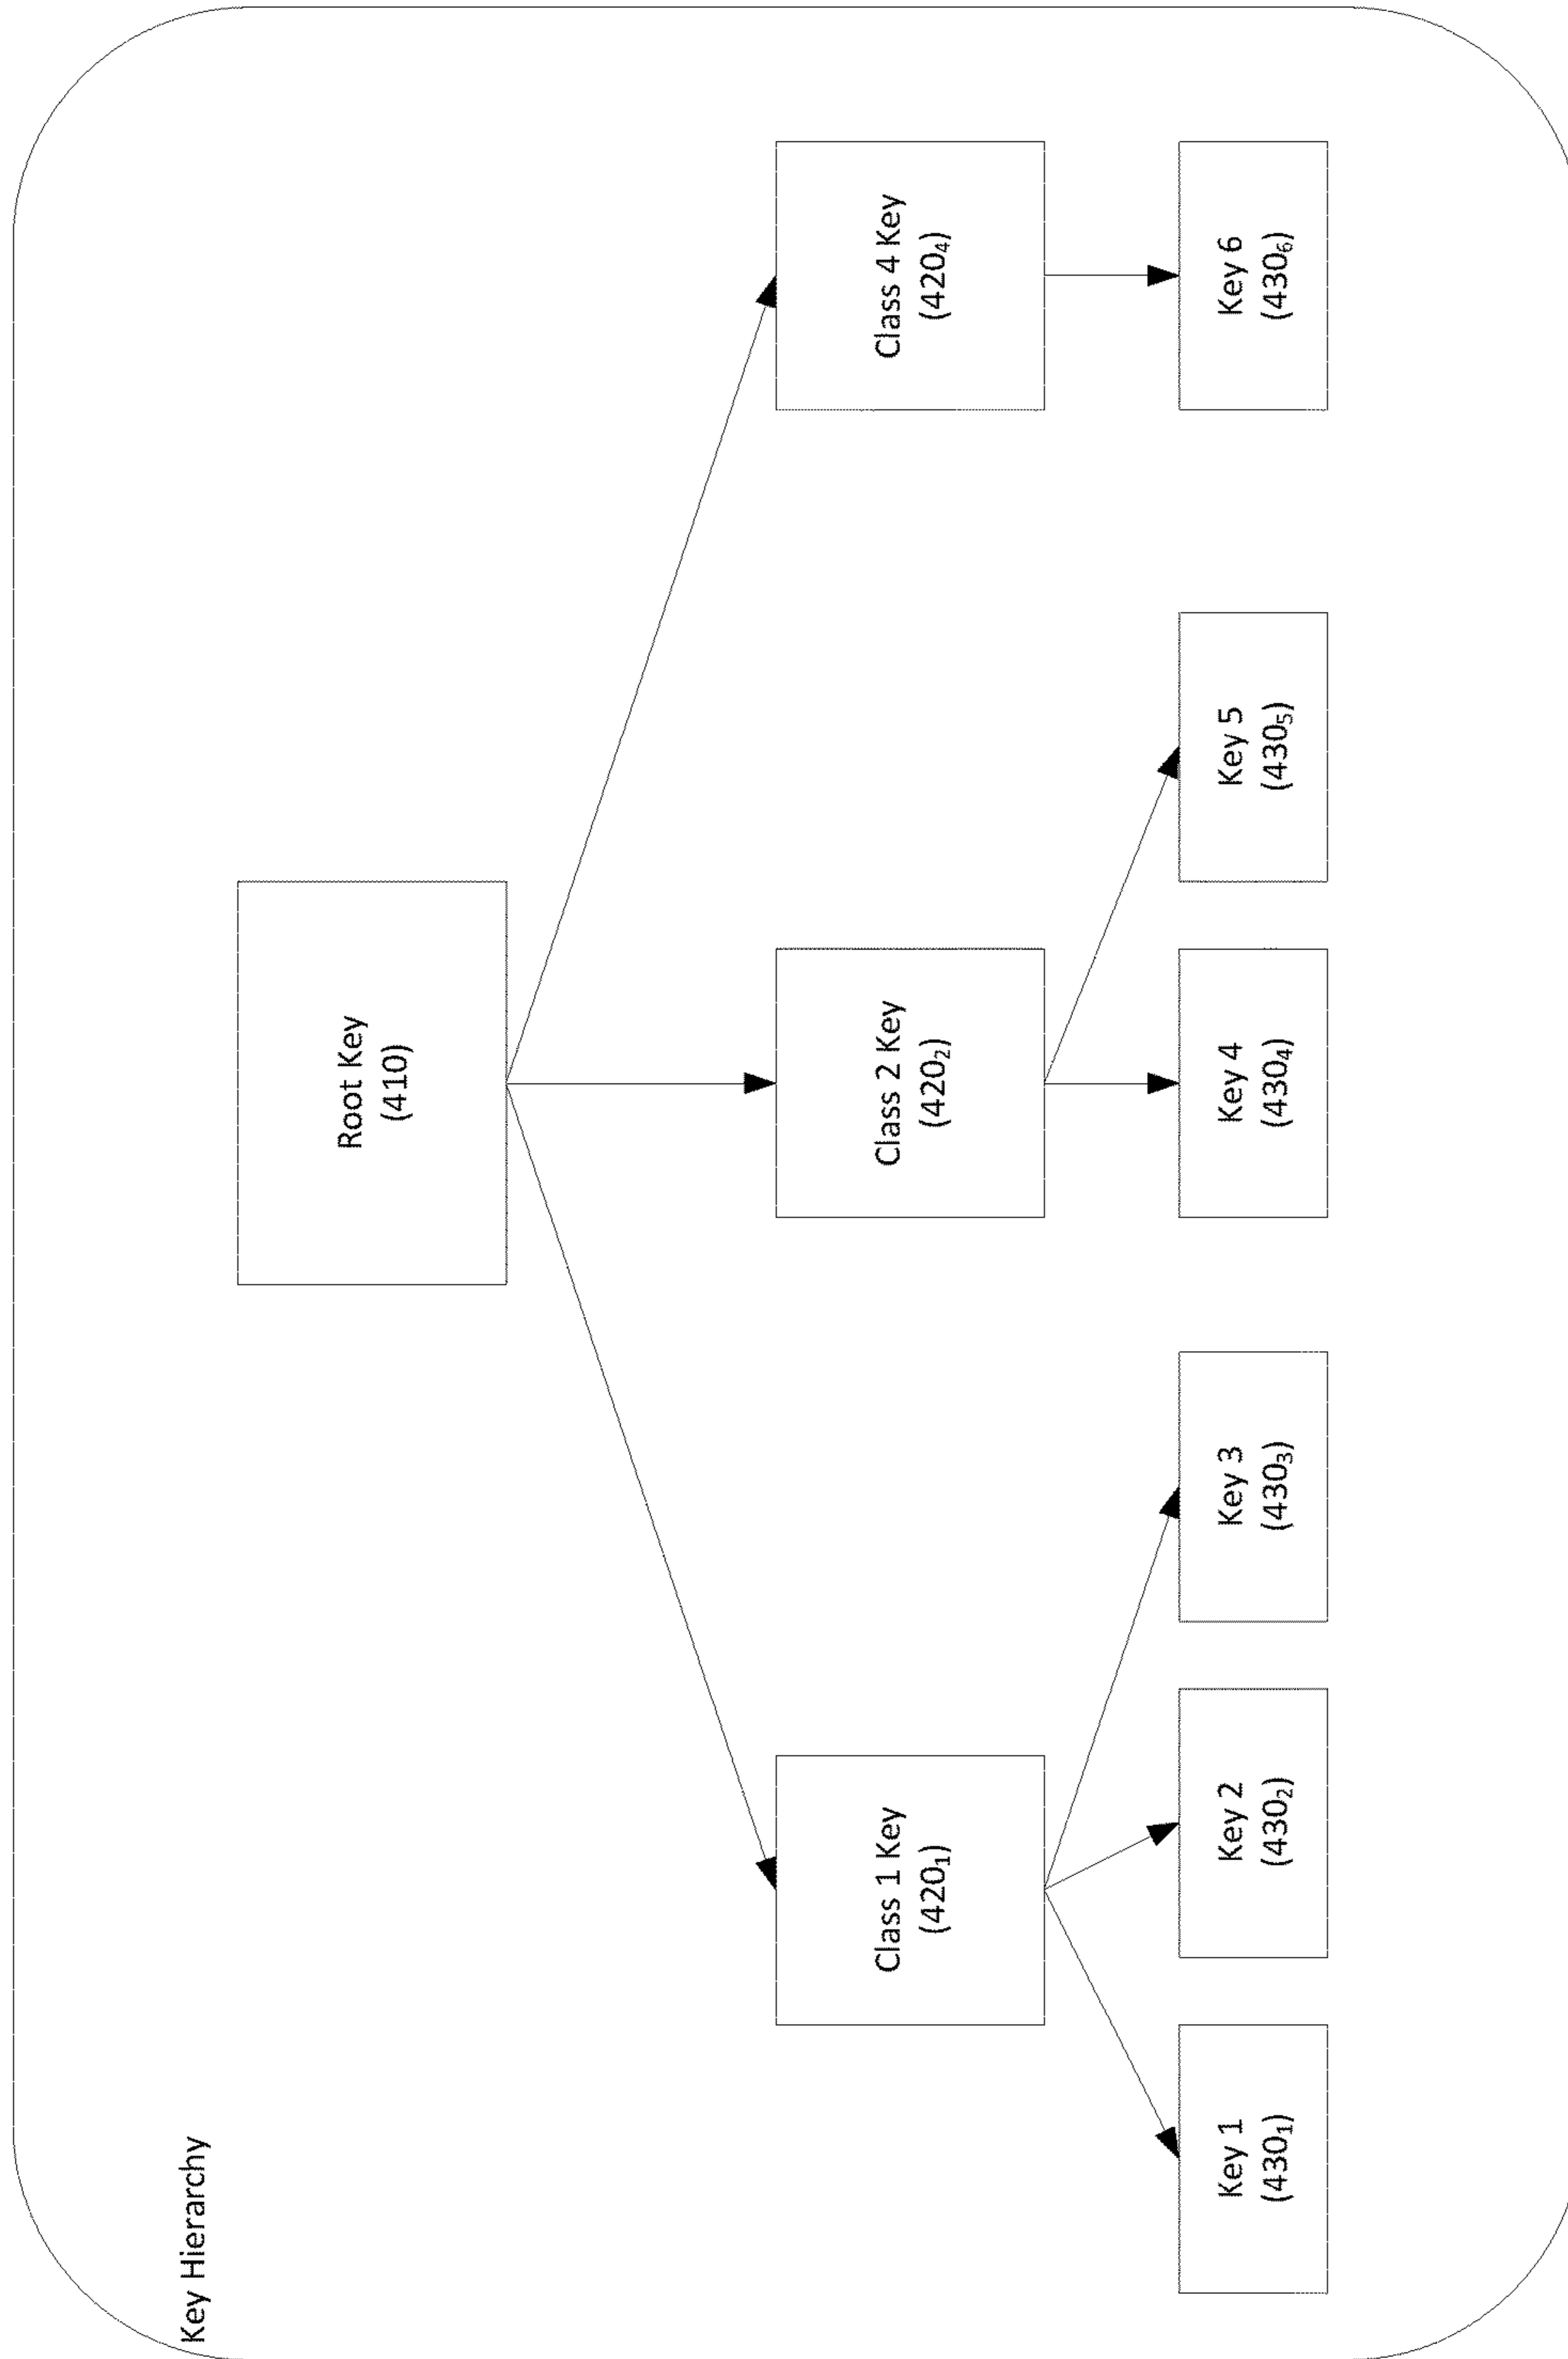 Key Hierarchy
Root Key
(410)
Class 1 Key
(420₁)
Class 2 Key
(420₂)
Class 4 Key
(420₄)
Key 1
(430₁)
Key 2
(430₂)
Key 3
(430₃)
Key 4
(430₄)
Key 5
(430₅)
Key 6
(430₆)